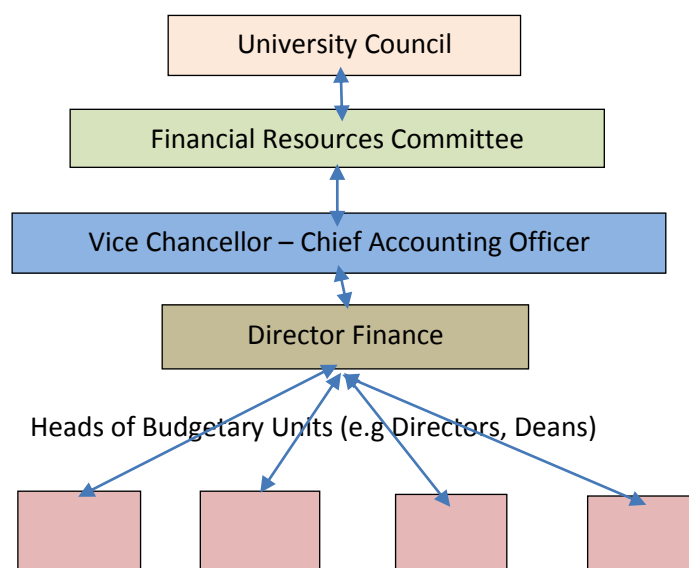 University Council
Financial Resources Committee
Vice Chancellor – Chief Accounting Officer
Director Finance
Heads of Budgetary Units (e.g Directors, Deans)